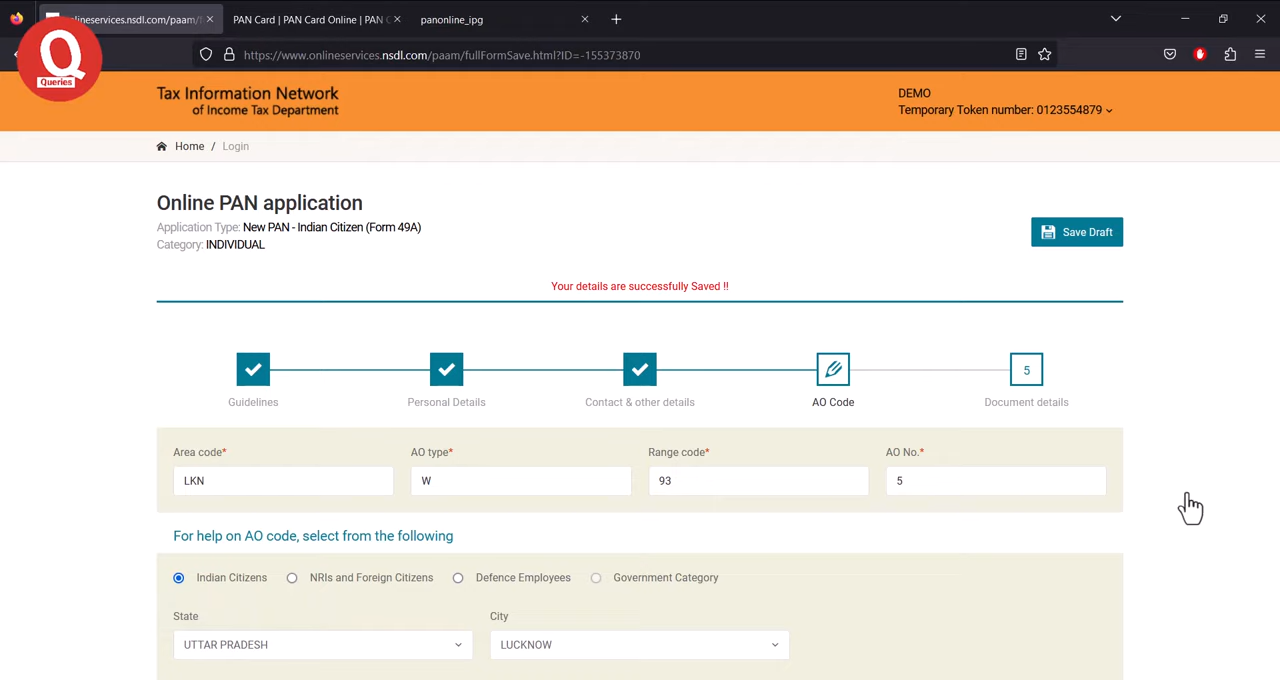 onlineservices.nsdl.com/paam/f
PAN Card | PAN Card Online | PAN C
panonline_ipg
https://www.onlineservices.nsdl.com/paam/fullFormSave.html?ID=-155373870
Q
Queries
Tax Information Network
of Income Tax Department
DEMO
Temporary Token number: 0123554879
Home / Login
Online PAN application
Application Type: New PAN - Indian Citizen (Form 49A)
Category: INDIVIDUAL
Save Draft
Your details are successfully Saved !!
5
Guidelines Personal Details Contact & other details AO Code Document details
Area code* AO type* Range code* AO No.*
LKN W 93 5
For help on AO code, select from the following
Indian Citizens NRIs and Foreign Citizens Defence Employees Government Category
State City
UTTAR PRADESH LUCKNOW